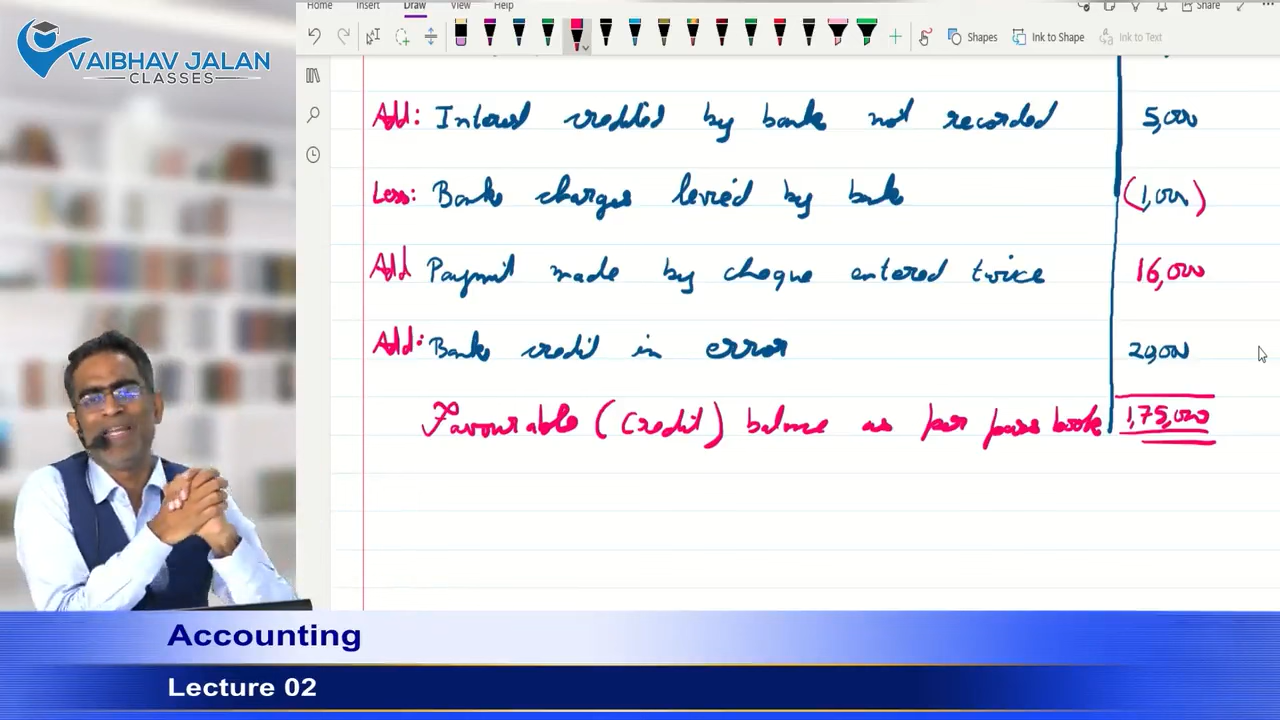 VAIBHAV JALAN
CLASSES
Home Insert Draw View Help Share
Shapes Ink to Shape Ink to Text
Add: Interest credited by bank not recorded 5,000
Less: Bank charges levied by bank (1,000)
Add Payment made by cheque entered twice 16,000
Add: Bank credit in error 20,000
Favourable (credit) balance as per pass book 1,75,000
Accounting
Lecture 02